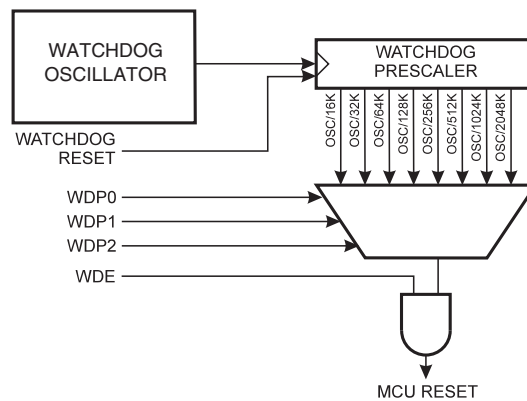 WATCHDOG
OSCILLATOR
WATCHDOG
PRESCALER
WATCHDOG
RESET
OSC/16K
OSC/32K
OSC/64K
OSC/128K
OSC/256K
OSC/512K
OSC/1024K
OSC/2048K
WDP0
WDP1
WDP2
WDE
MCU RESET